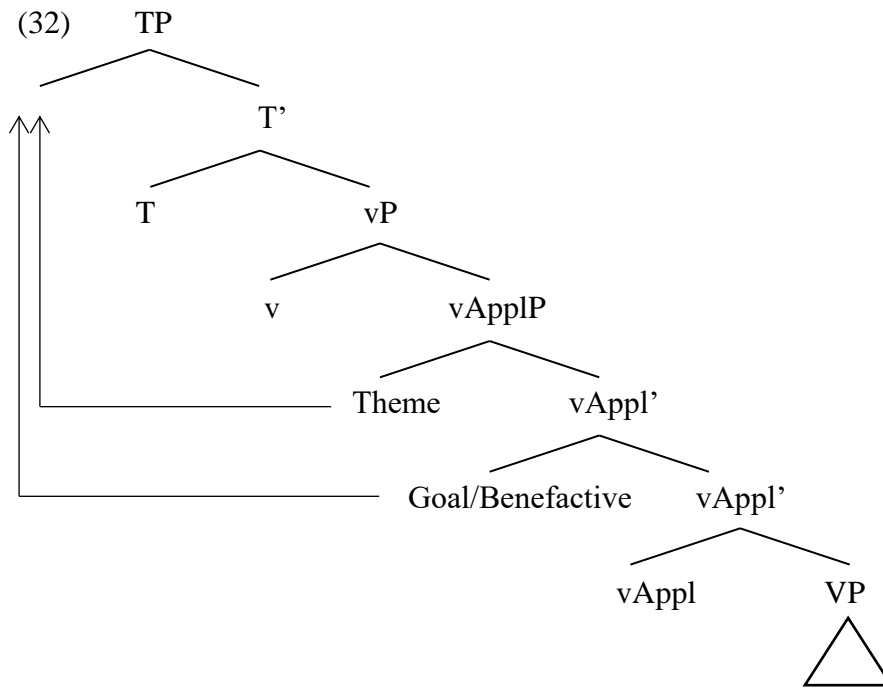 (32) TP
T’
T vP
v vApplP
Theme vAppl’
Goal/Benefactive vAppl’
vAppl VP